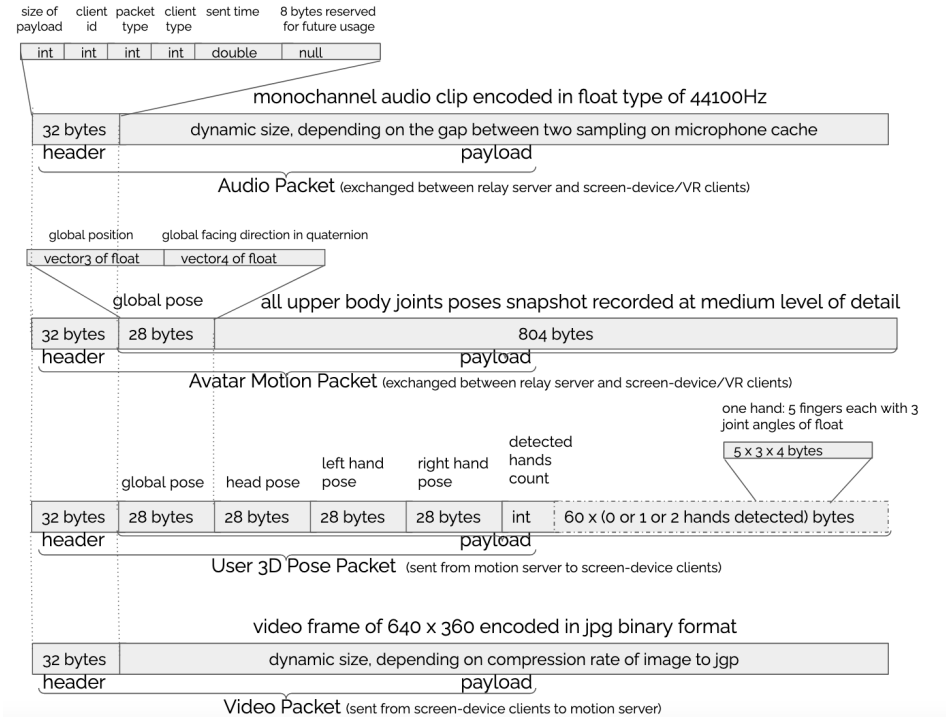 size of payload
client id
packet type
client type
sent time
8 bytes reserved for future usage
int
int
int
int
double
null
monochannel audio clip encoded in float type of 44100Hz
32 bytes
dynamic size, depending on the gap between two sampling on microphone cache
header
payload
Audio Packet (exchanged between relay server and screen-device/VR clients)
global position
global facing direction in quaternion
vector3 of float
vector4 of float
global pose
all upper body joints poses snapshot recorded at medium level of detail
32 bytes
28 bytes
804 bytes
header
payload
Avatar Motion Packet (exchanged between relay server and screen-device/VR clients)
one hand: 5 fingers each with 3
joint angles of float
5 x 3 x 4 bytes
global pose
head pose
left hand
pose
right hand
pose
detected
hands
count
32 bytes
28 bytes
28 bytes
28 bytes
28 bytes
int
60 x (0 or 1 or 2 hands detected) bytes
header
payload
User 3D Pose Packet (sent from motion server to screen-device clients)
video frame of 640 x 360 encoded in jpg binary format
32 bytes
dynamic size, depending on compression rate of image to jgp
header
payload
Video Packet (sent from screen-device clients to motion server)